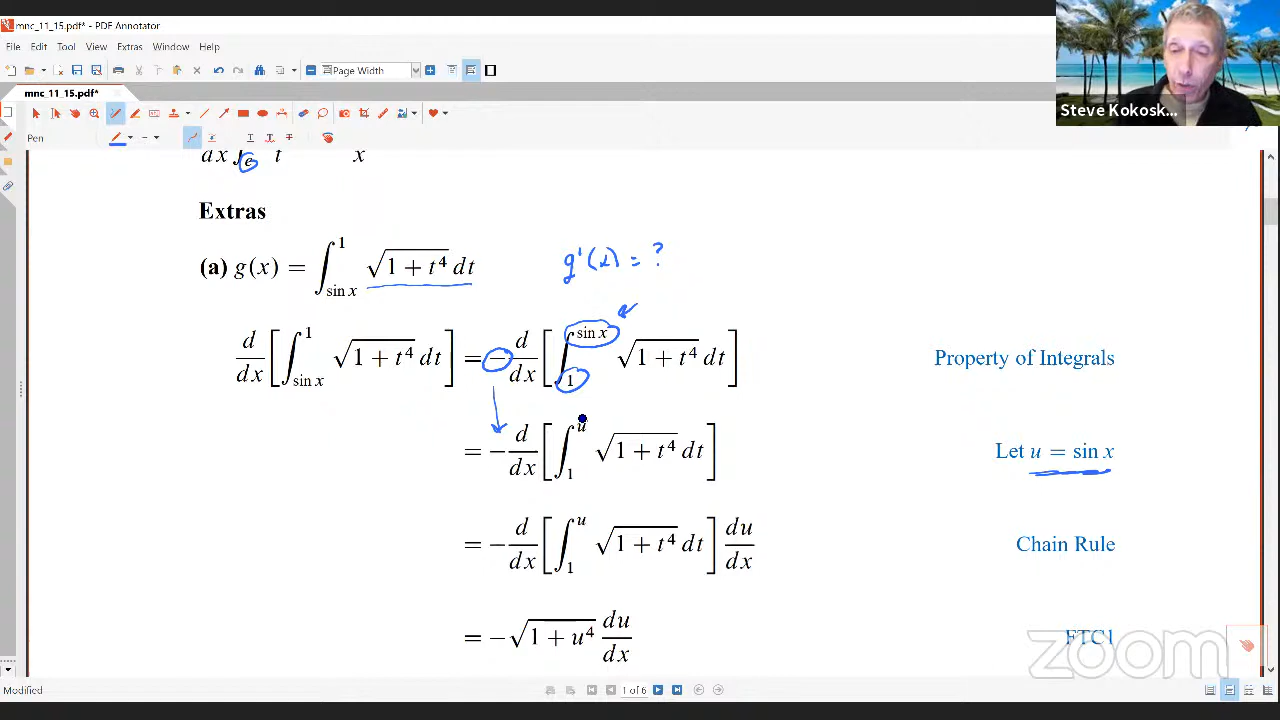 mnc_11_15.pdf* - PDF Annotator
File Edit Tool View Extras Window Help
Page Width
mnc_11_15.pdf*
Pen
Steve Kokosk...
dx ∫ e t x
Extras
(a) g(x) = ∫_{sin x}^{1} √(1 + t⁴) dt g'(x) = ?
d/dx [∫_{sin x}^{1} √(1 + t⁴) dt] = − d/dx [∫_{1}^{sin x} √(1 + t⁴) dt] Property of Integrals
= − d/dx [∫_{1}^{u} √(1 + t⁴) dt] Let u = sin x
= − d/dx [∫_{1}^{u} √(1 + t⁴) dt] du/dx Chain Rule
= −√(1 + u⁴) du/dx FTC1
zoom
Modified 1 of 6